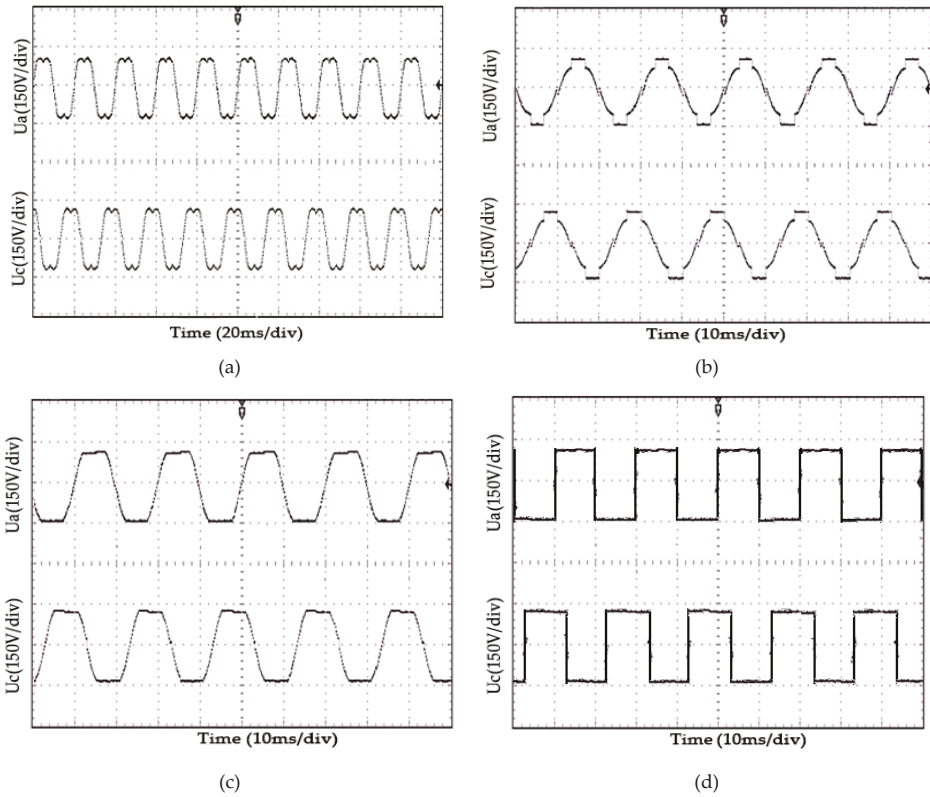 Ua(150V/div)
Uc(150V/div)
Time (20ms/div)
(a)
Ua(150V/div)
Uc(150V/div)
Time (10ms/div)
(b)
Ua(150V/div)
Uc(150V/div)
Time (10ms/div)
(c)
Ua(150V/div)
Uc(150V/div)
Time (10ms/div)
(d)